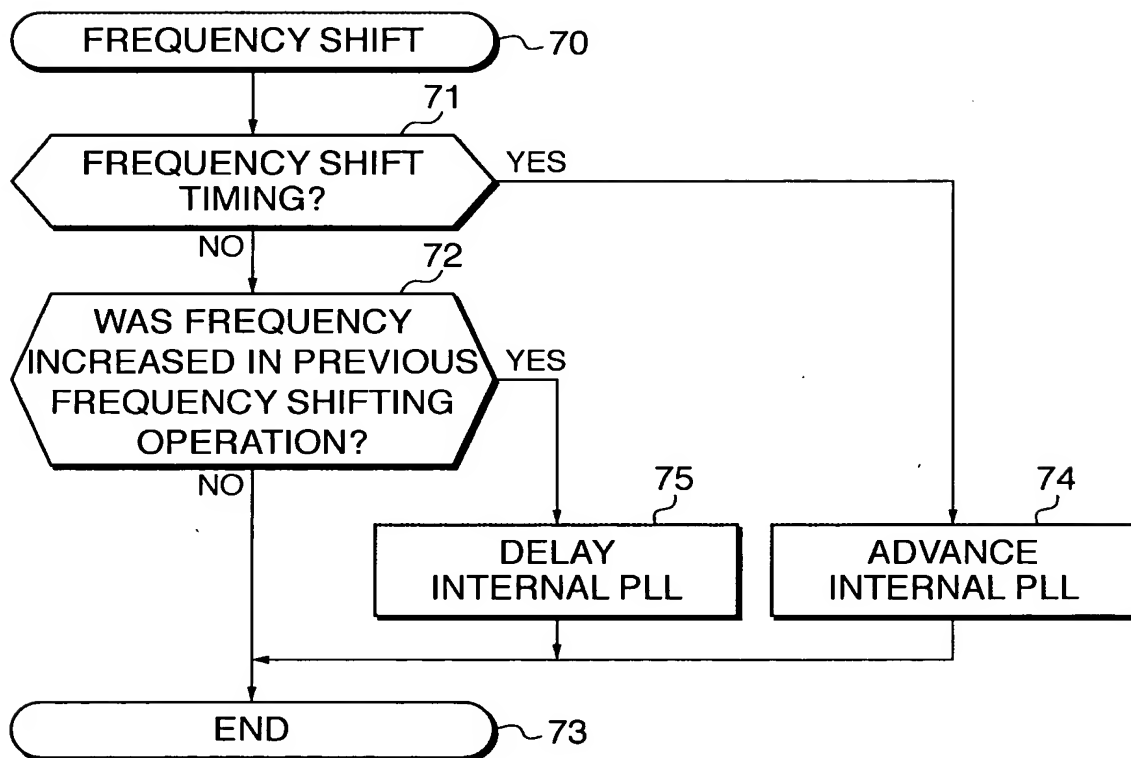 FREQUENCY SHIFT
70
71
FREQUENCY SHIFT
TIMING?
YES
NO
72
WAS FREQUENCY
INCREASED IN PREVIOUS
FREQUENCY SHIFTING
OPERATION?
YES
NO
75
DELAY
INTERNAL PLL
74
ADVANCE
INTERNAL PLL
END
73